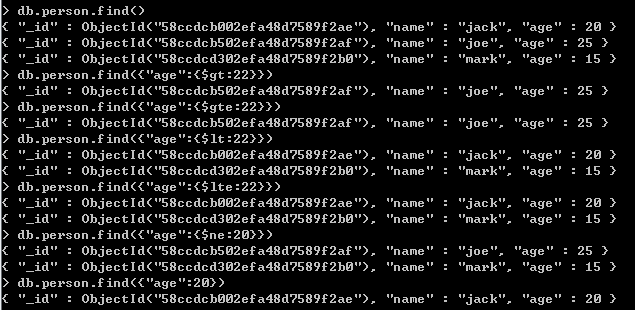 > db.person.find()
{ "_id" : ObjectId("58ccdcb002efa48d7589f2ae"), "name" : "jack", "age" : 20 }
{ "_id" : ObjectId("58ccdcb502efa48d7589f2af"), "name" : "joe", "age" : 25 }
{ "_id" : ObjectId("58ccdcd302efa48d7589f2b0"), "name" : "mark", "age" : 15 }
> db.person.find({"age":{$gt:22}})
{ "_id" : ObjectId("58ccdcb502efa48d7589f2af"), "name" : "joe", "age" : 25 }
> db.person.find({"age":{$gte:22}})
{ "_id" : ObjectId("58ccdcb502efa48d7589f2af"), "name" : "joe", "age" : 25 }
> db.person.find({"age":{$lt:22}})
{ "_id" : ObjectId("58ccdcb002efa48d7589f2ae"), "name" : "jack", "age" : 20 }
{ "_id" : ObjectId("58ccdcd302efa48d7589f2b0"), "name" : "mark", "age" : 15 }
> db.person.find({"age":{$lte:22}})
{ "_id" : ObjectId("58ccdcb002efa48d7589f2ae"), "name" : "jack", "age" : 20 }
{ "_id" : ObjectId("58ccdcd302efa48d7589f2b0"), "name" : "mark", "age" : 15 }
> db.person.find({"age":{$ne:20}})
{ "_id" : ObjectId("58ccdcb502efa48d7589f2af"), "name" : "joe", "age" : 25 }
{ "_id" : ObjectId("58ccdcd302efa48d7589f2b0"), "name" : "mark", "age" : 15 }
> db.person.find({"age":20})
{ "_id" : ObjectId("58ccdcb002efa48d7589f2ae"), "name" : "jack", "age" : 20 }